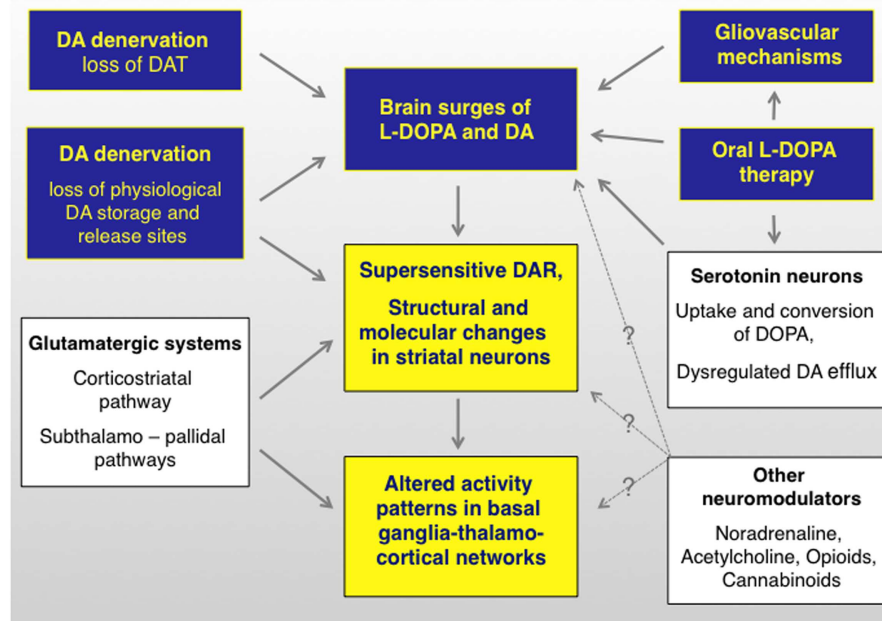 DA denervation
loss of DAT
DA denervation
loss of physiological
DA storage and
release sites
Glutamatergic systems
Corticostriatal
pathway
Subthalamo – pallidal
pathways
Brain surges of
L-DOPA and DA
Supersensitive DAR,
Structural and
molecular changes
in striatal neurons
Altered activity
patterns in basal
ganglia-thalamo-
cortical networks
?
?
?
Gliovascular
mechanisms
Oral L-DOPA
therapy
Serotonin neurons
Uptake and conversion
of DOPA,
Dysregulated DA efflux
Other
neuromodulators
Noradrenaline,
Acetylcholine, Opioids,
Cannabinoids